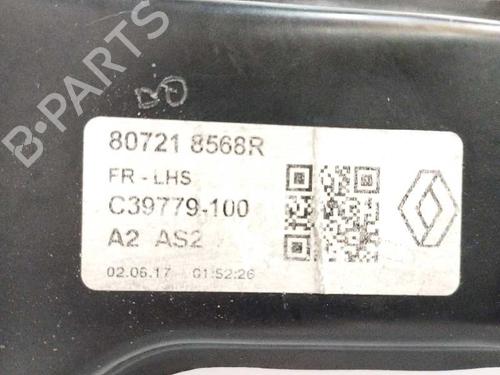 B-PARTS
80721 8568R
FR-LHS
C39779-100
A2 AS2
02.06.17 01:52:26